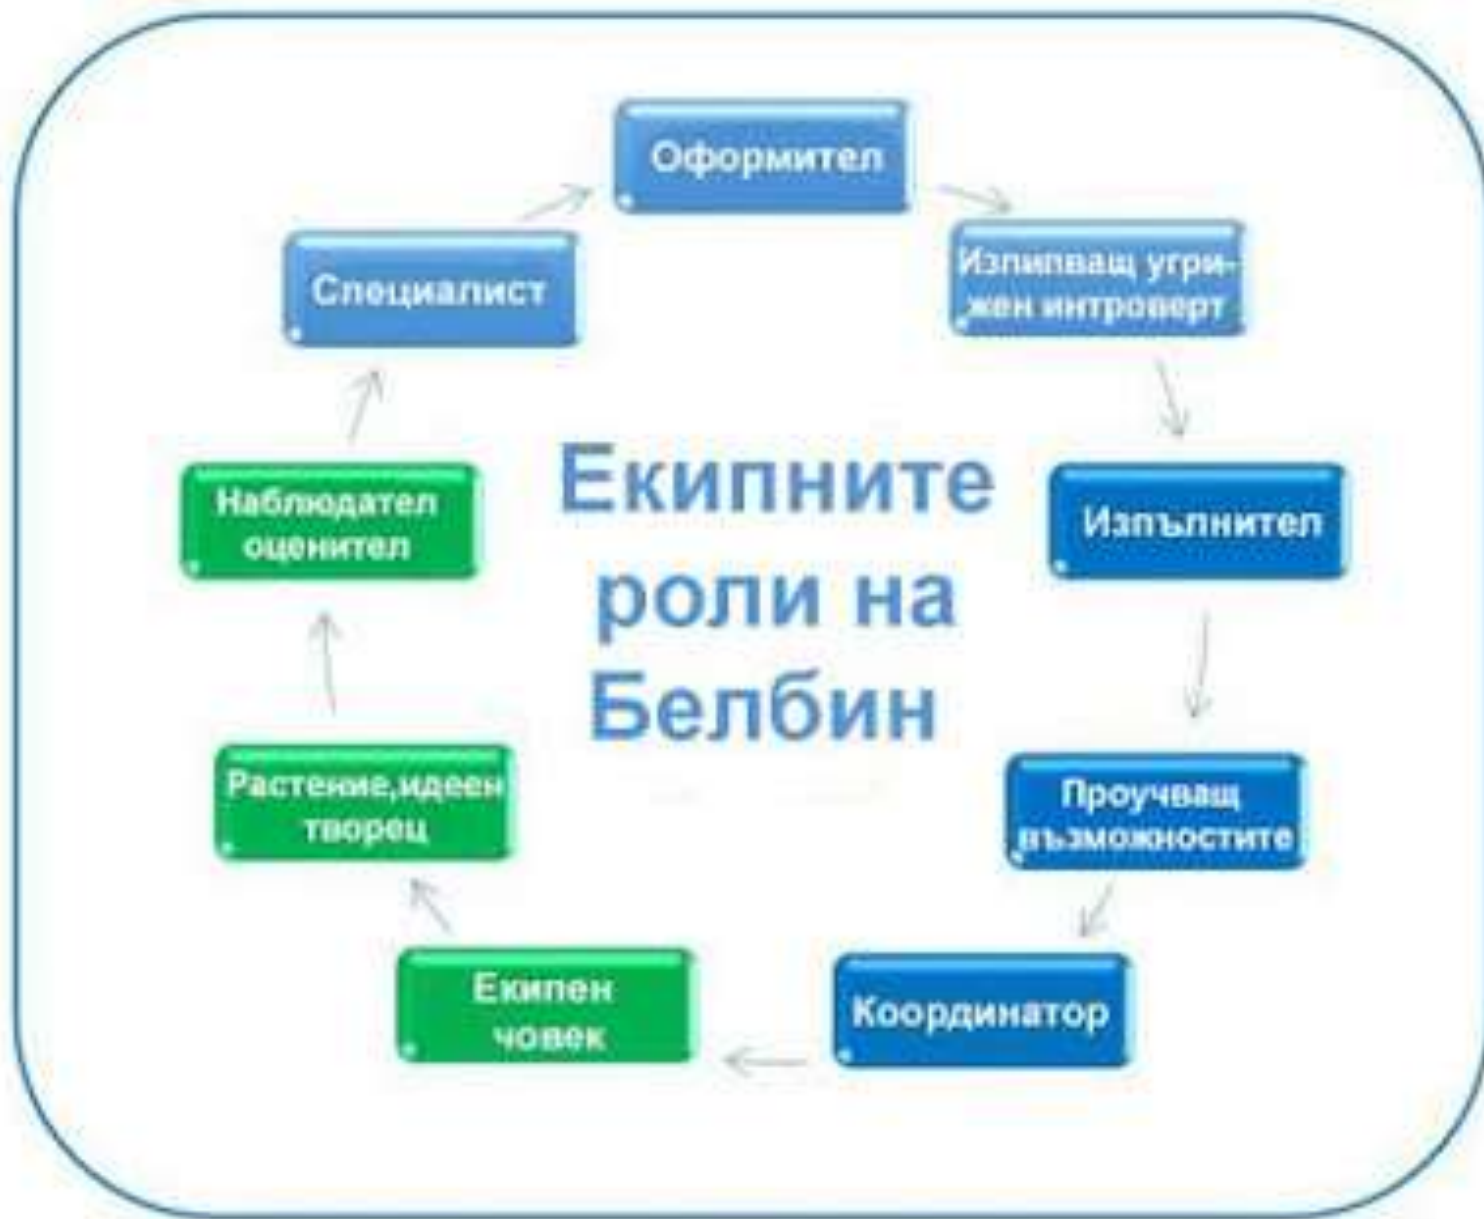 Оформител
Специалист
Изпипващ угри-
жен интроверт
Наблюдател
оценител
Екипните
роли на
Белбин
Изпълнител
Растение,идеен
творец
Проучващ
възможностите
Екипен
човек
Координатор